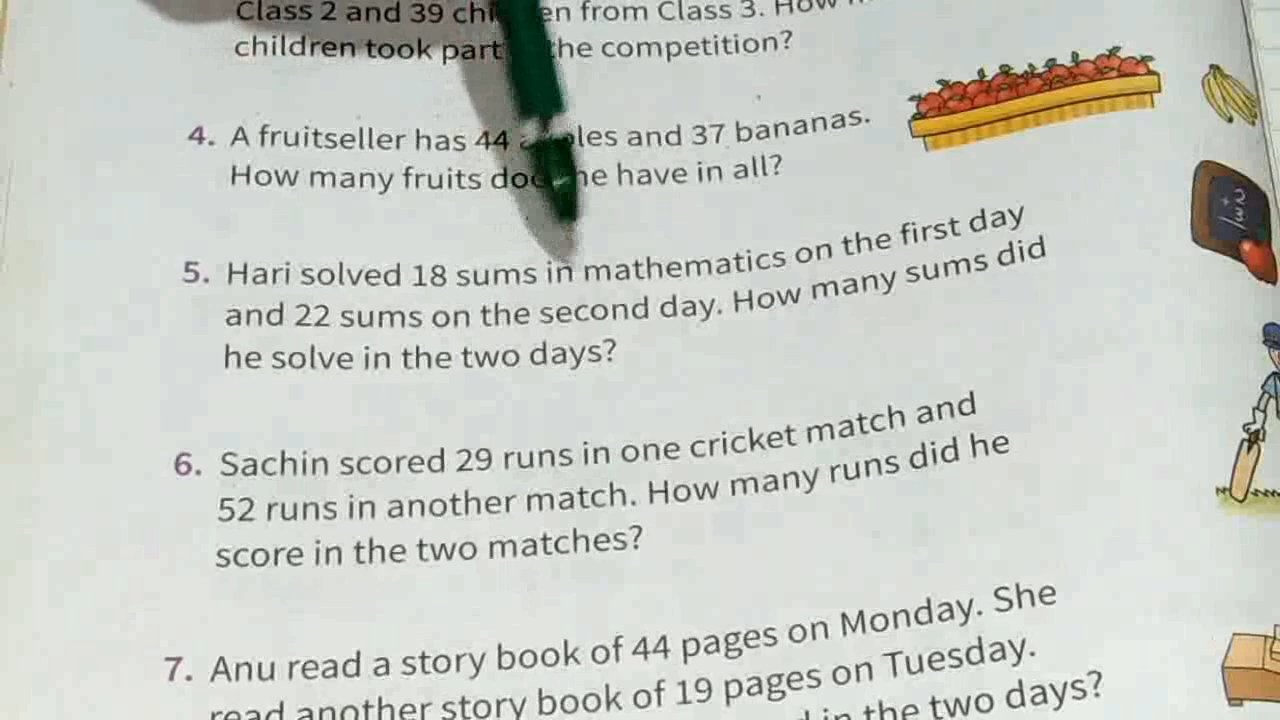 Class 2 and 39 from Class 3. How
children took part the competition?
4. A fruitseller has 44 and 37 bananas.
How many fruits he have in all?
5. Hari solved 18 sums in mathematics on the first day
and 22 sums on the second day. How many sums did
he solve in the two days?
6. Sachin scored 29 runs in one cricket match and
52 runs in another match. How many runs did he
score in the two matches?
7. Anu read a story book of 44 pages on Monday. She
read another story book of 19 pages on Tuesday.
in the two days?